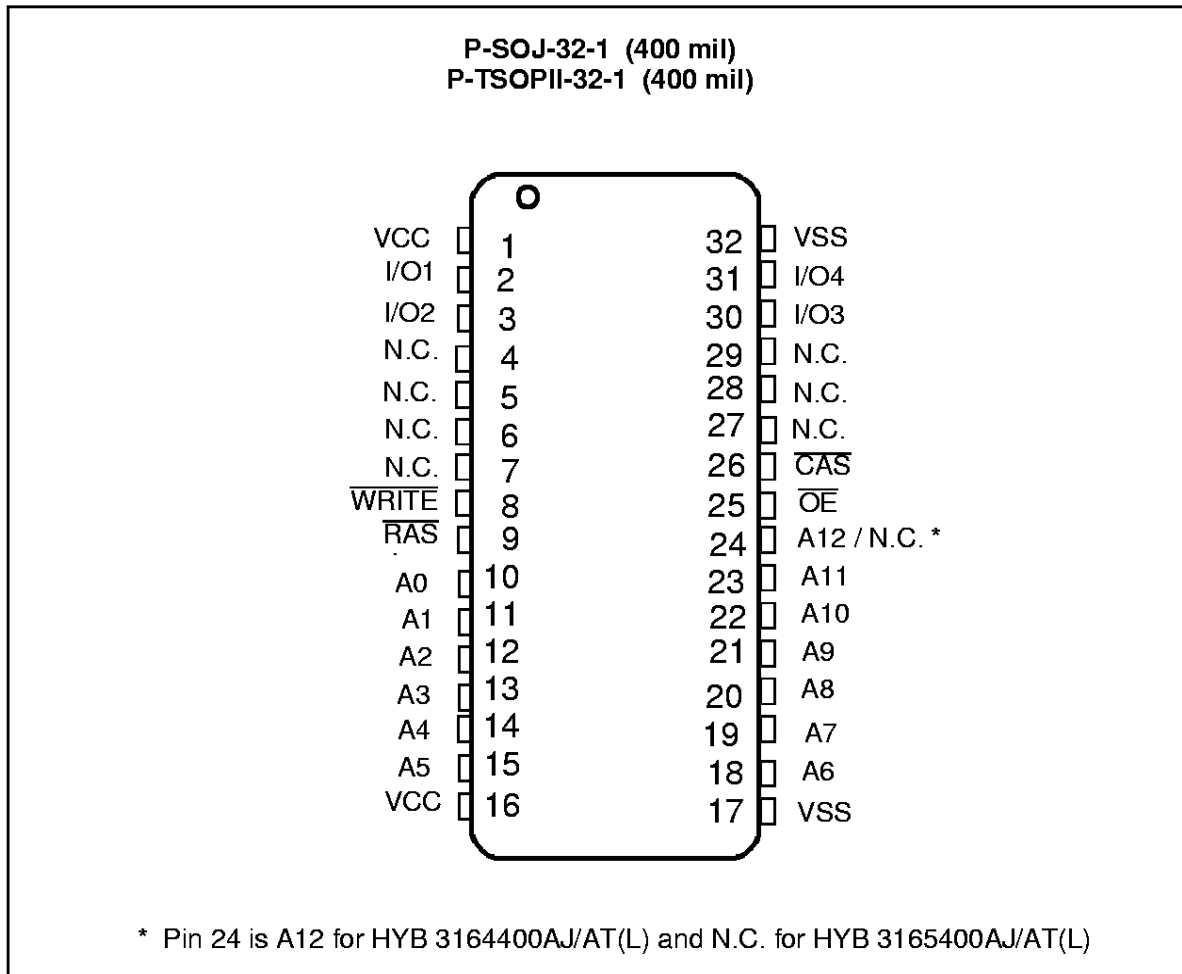 P-SOJ-32-1 (400 mil)
P-TSOPII-32-1 (400 mil)
O
VCC 1 32 VSS
I/O1 2 31 I/O4
I/O2 3 30 I/O3
N.C. 4 29 N.C.
N.C. 5 28 N.C.
N.C. 6 27 N.C.
N.C. 7 26 CAS
WRITE 8 25 OE
RAS 9 24 A12 / N.C. *
A0 10 23 A11
A1 11 22 A10
A2 12 21 A9
A3 13 20 A8
A4 14 19 A7
A5 15 18 A6
VCC 16 17 VSS
* Pin 24 is A12 for HYB 3164400AJ/AT(L) and N.C. for HYB 3165400AJ/AT(L)